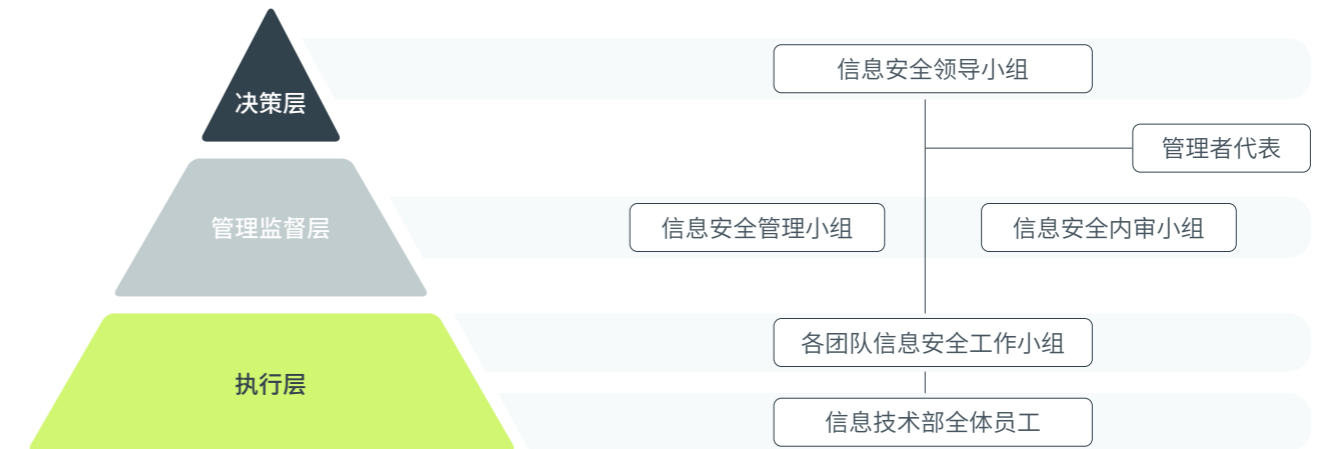 决策层
信息安全领导小组
管理者代表
管理监督层
信息安全管理小组
信息安全内审小组
各团队信息安全工作小组
执行层
信息技术部全体员工